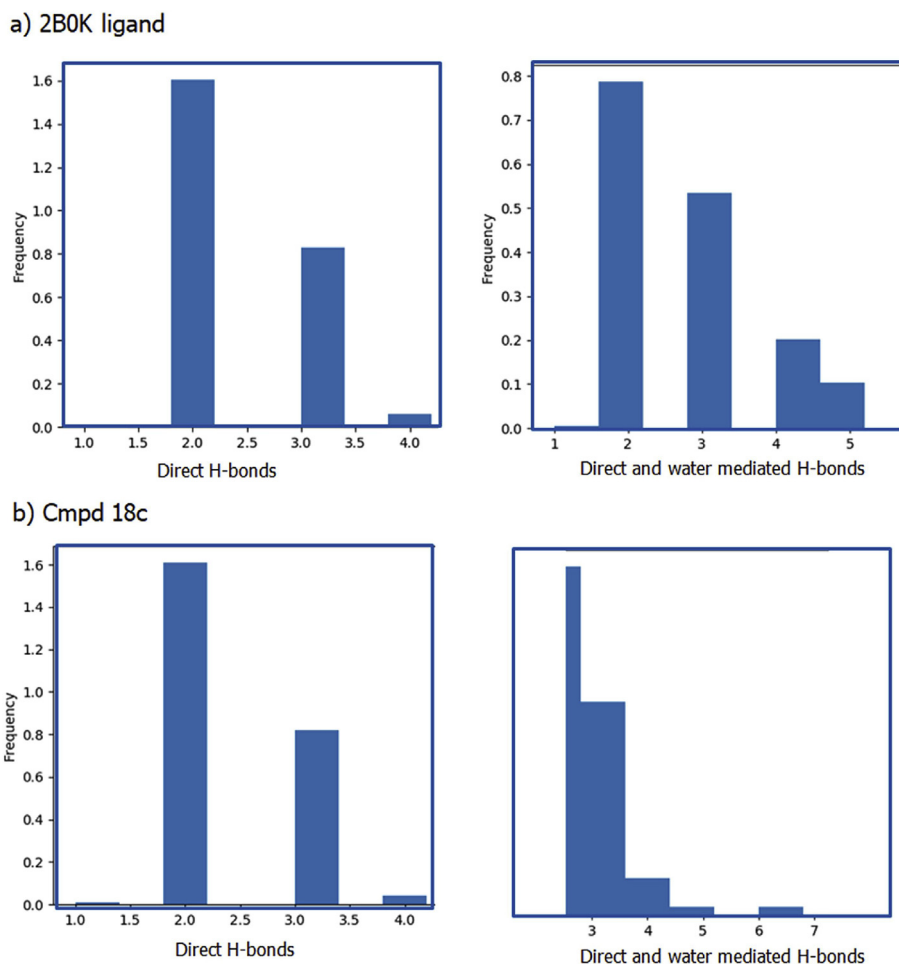 a) 2B0K ligand
Frequency
1.6
1.4
1.2
1.0
0.8
0.6
0.4
0.2
0.0
1.0 1.5 2.0 2.5 3.0 3.5 4.0
Direct H-bonds
Frequency
0.8
0.7
0.6
0.5
0.4
0.3
0.2
0.1
0.0
1 2 3 4 5
Direct and water mediated H-bonds
b) Cmpd 18c
Frequency
1.6
1.4
1.2
1.0
0.8
0.6
0.4
0.2
0.0
1.0 1.5 2.0 2.5 3.0 3.5 4.0
Direct H-bonds
3 4 5 6 7
Direct and water mediated H-bonds